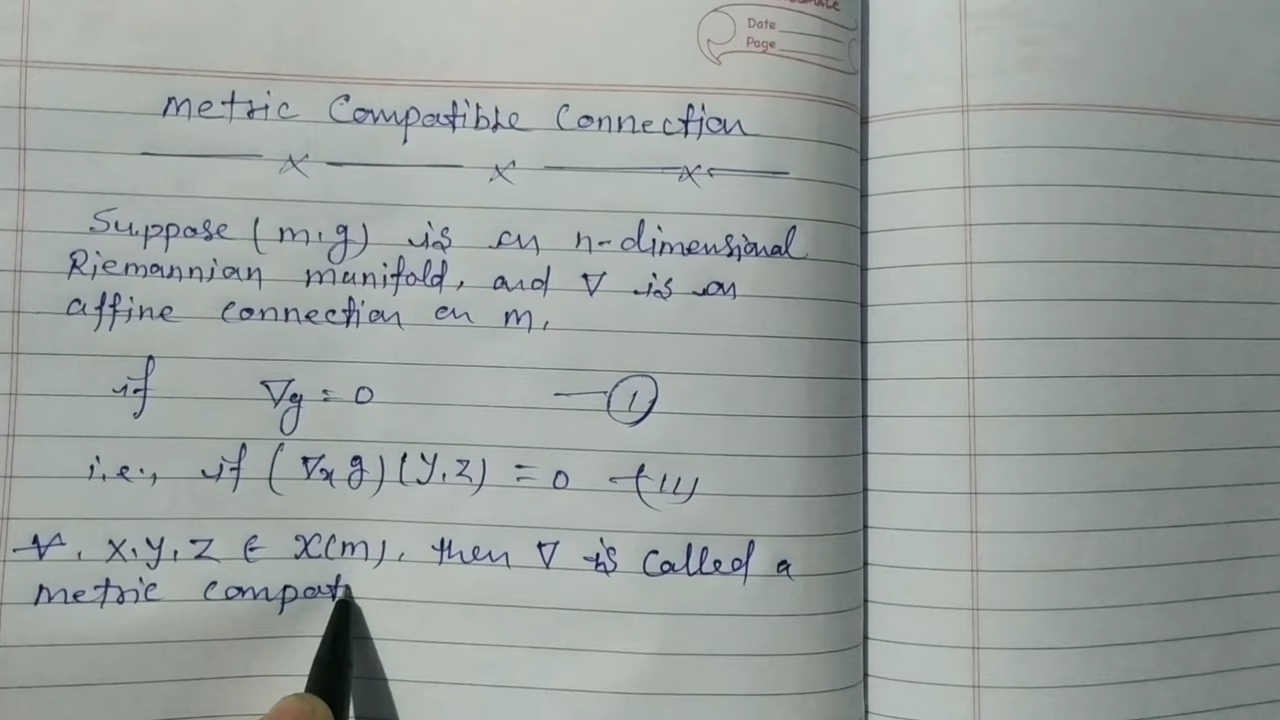 Date
Page
Metric Compatible Connection
Suppose (M, g) is an n-dimensional
Riemannian manifold, and ∇ is an
affine connection on M.
if ∇g = 0 — ①
i.e., if (∇x g)(Y, Z) = 0 —(11)
∀, X, Y, Z ∈ X(M), then ∇ is called a
metric compat